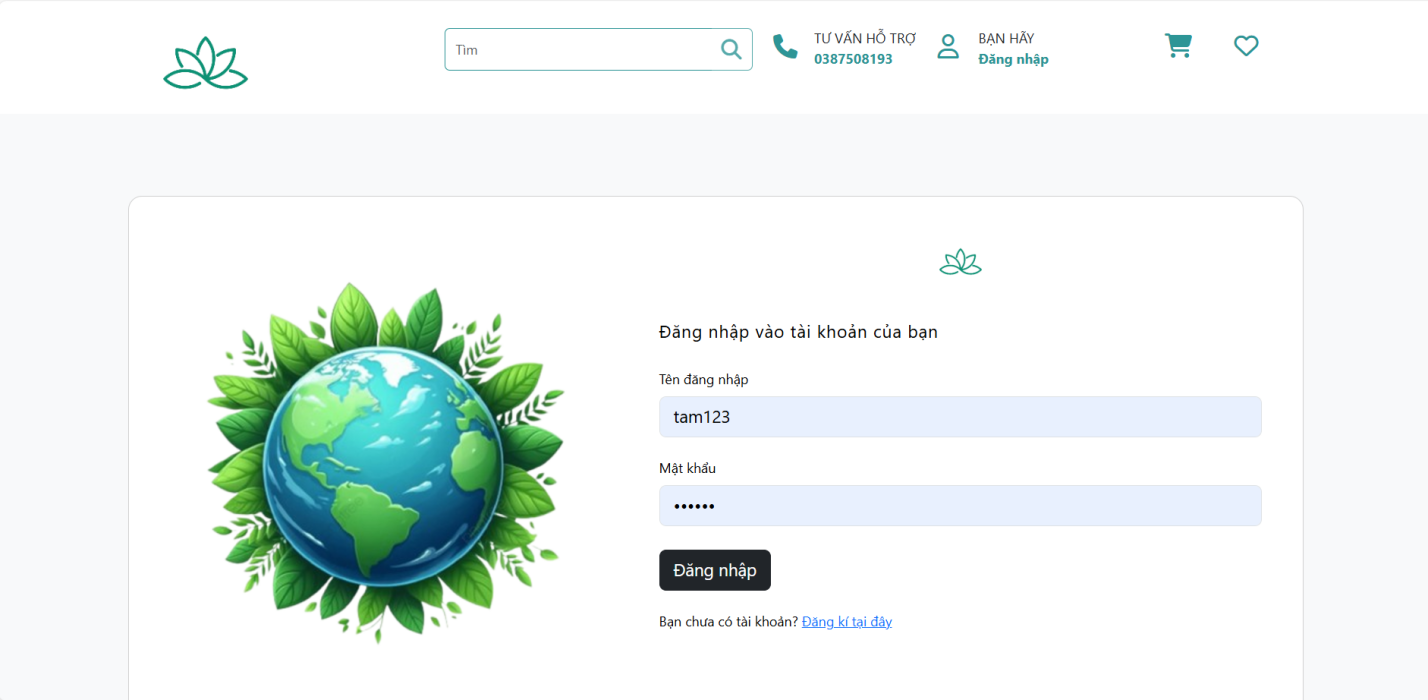 Tìm
TƯ VẤN HỖ TRỢ
0387508193
BẠN HÃY
Đăng nhập
Đăng nhập vào tài khoản của bạn
Tên đăng nhập
tam123
Mật khẩu
••••••
Đăng nhập
Bạn chưa có tài khoản? Đăng kí tại đây